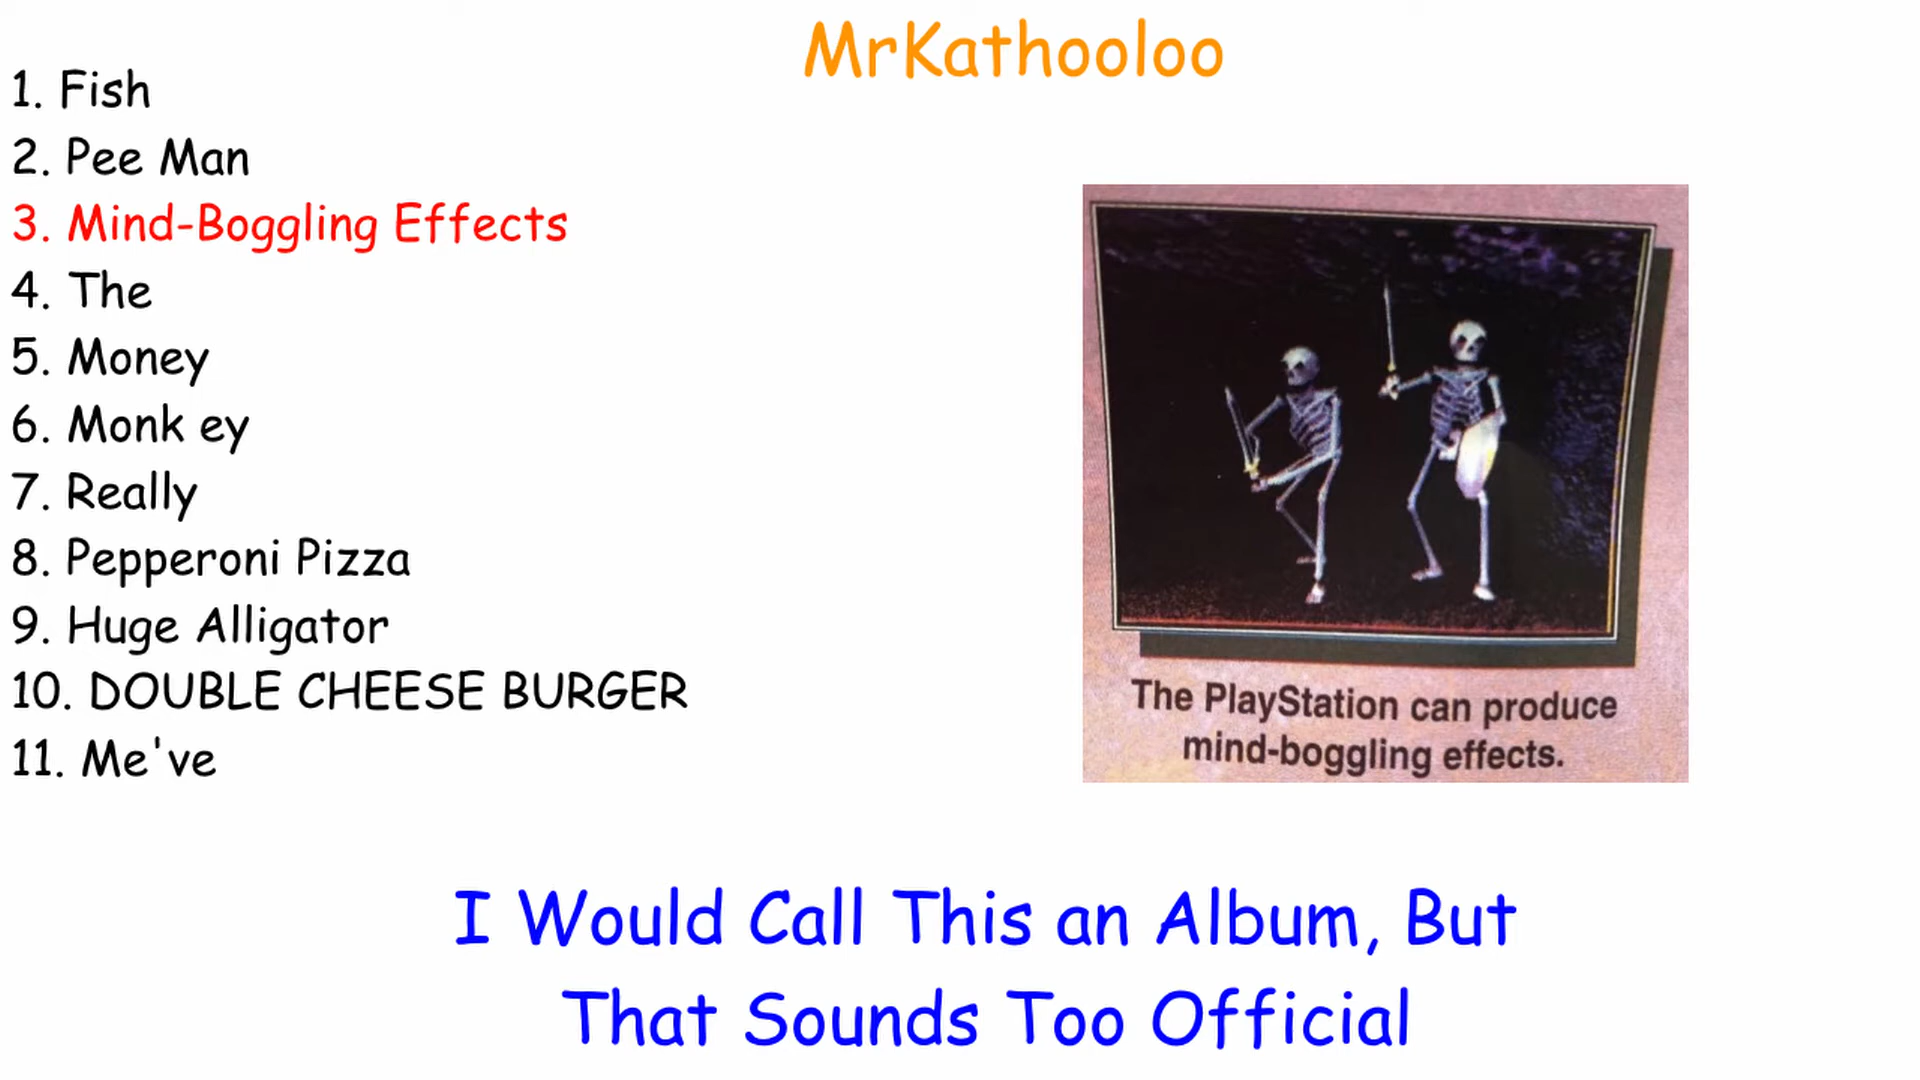 MrKathooloo
1. Fish
2. Pee Man
3. Mind-Boggling Effects
4. The
5. Money
6. Monk ey
7. Really
8. Pepperoni Pizza
9. Huge Alligator
10. DOUBLE CHEESE BURGER
11. Me've
The PlayStation can produce
mind-boggling effects.
I Would Call This an Album, But
That Sounds Too Official